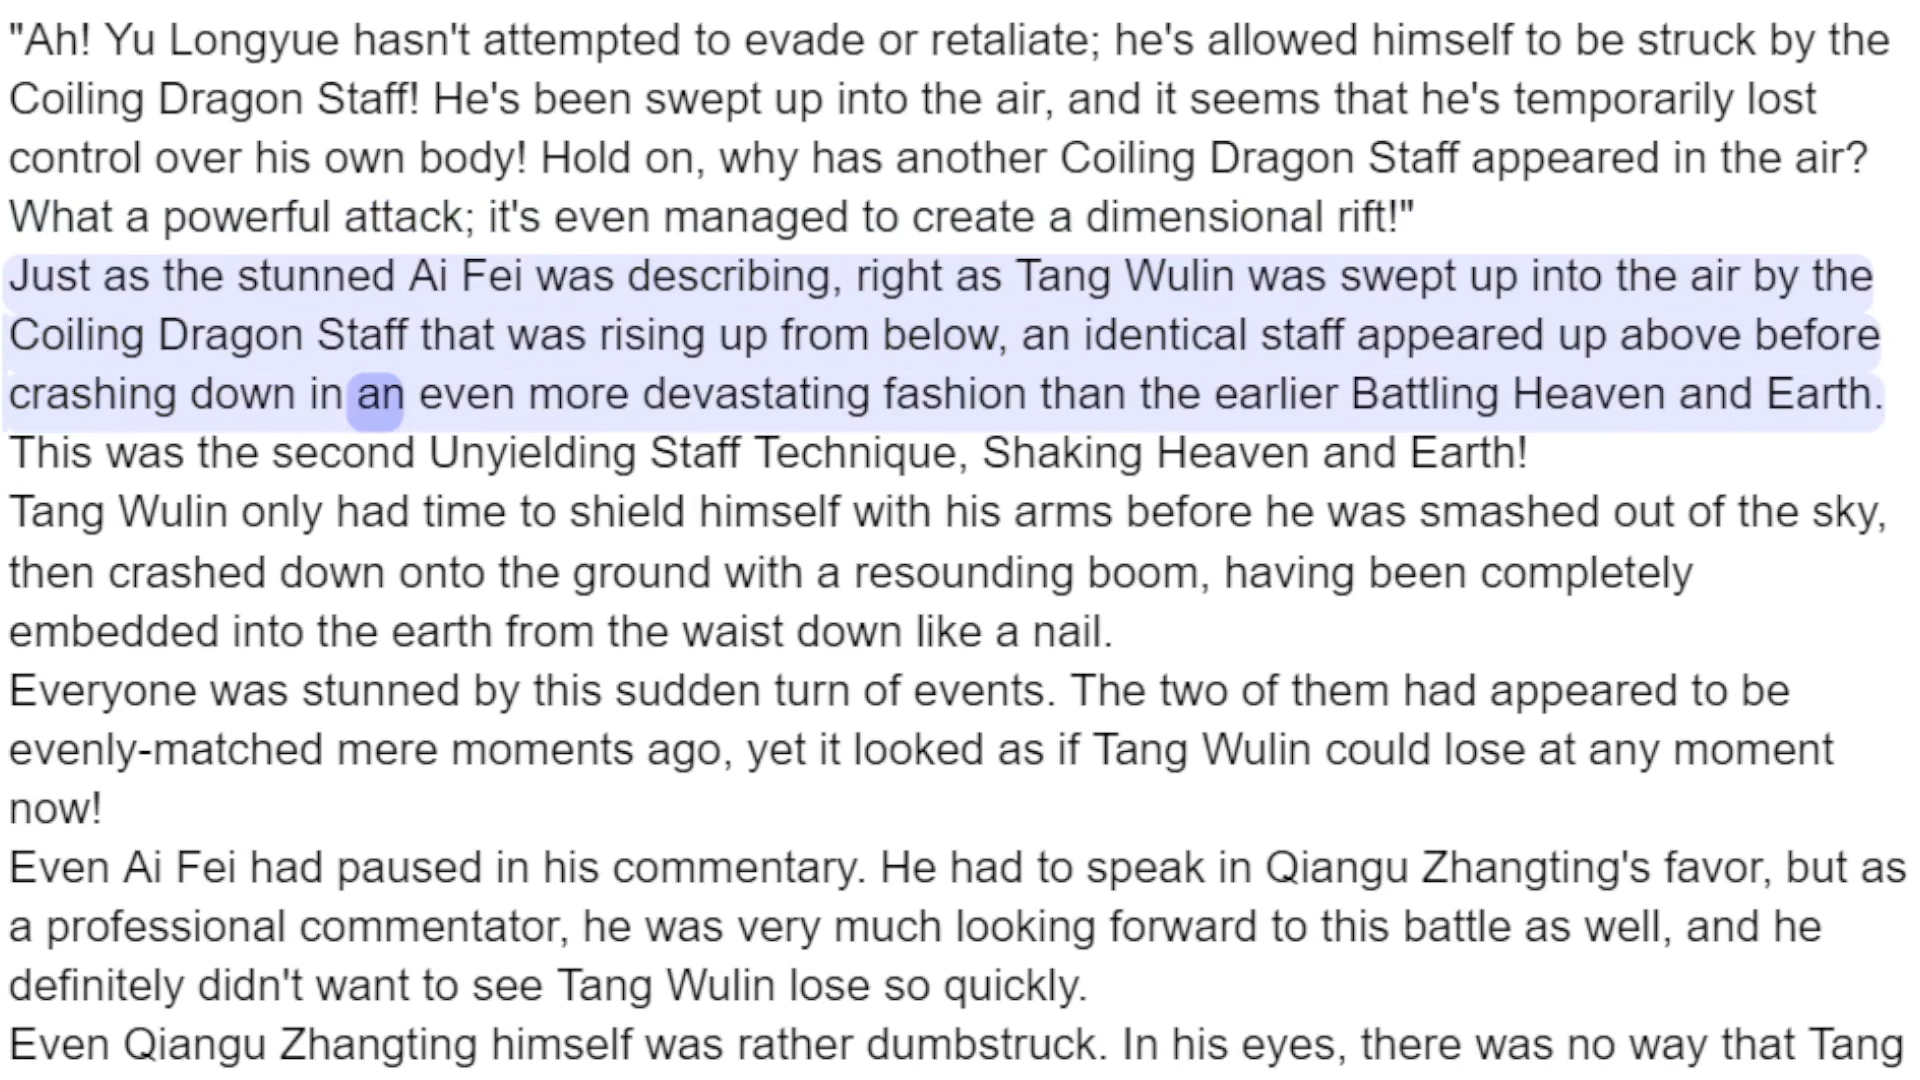 "Ah! Yu Longyue hasn't attempted to evade or retaliate; he's allowed himself to be struck by the
Coiling Dragon Staff! He's been swept up into the air, and it seems that he's temporarily lost
control over his own body! Hold on, why has another Coiling Dragon Staff appeared in the air?
What a powerful attack; it's even managed to create a dimensional rift!"
Just as the stunned Ai Fei was describing, right as Tang Wulin was swept up into the air by the
Coiling Dragon Staff that was rising up from below, an identical staff appeared up above before
crashing down in an even more devastating fashion than the earlier Battling Heaven and Earth.
This was the second Unyielding Staff Technique, Shaking Heaven and Earth!
Tang Wulin only had time to shield himself with his arms before he was smashed out of the sky,
then crashed down onto the ground with a resounding boom, having been completely
embedded into the earth from the waist down like a nail.
Everyone was stunned by this sudden turn of events. The two of them had appeared to be
evenly-matched mere moments ago, yet it looked as if Tang Wulin could lose at any moment
now!
Even Ai Fei had paused in his commentary. He had to speak in Qiangu Zhangting's favor, but as
a professional commentator, he was very much looking forward to this battle as well, and he
definitely didn't want to see Tang Wulin lose so quickly.
Even Qiangu Zhangting himself was rather dumbstruck. In his eyes, there was no way that Tang